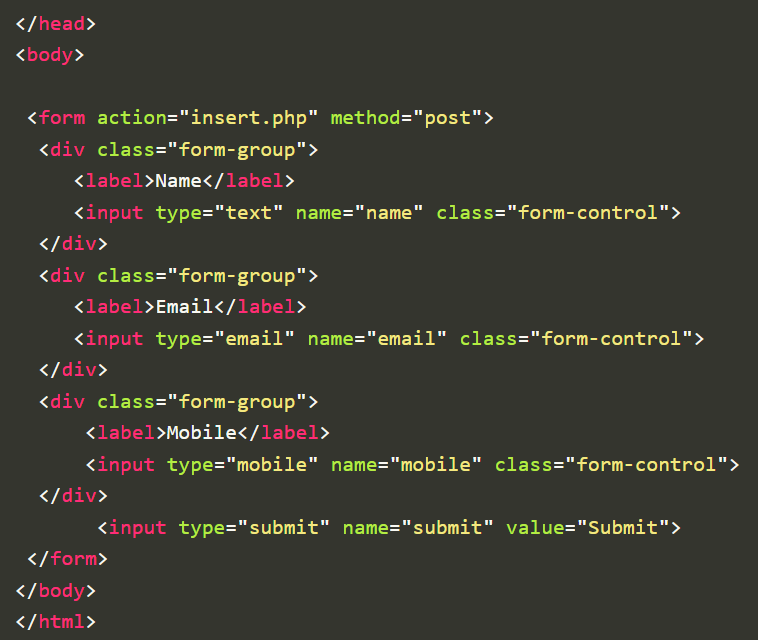 </head>
<body>
<form action="insert.php" method="post">
<div class="form-group">
<label>Name</label>
<input type="text" name="name" class="form-control">
</div>
<div class="form-group">
<label>Email</label>
<input type="email" name="email" class="form-control">
</div>
<div class="form-group">
<label>Mobile</label>
<input type="mobile" name="mobile" class="form-control">
</div>
<input type="submit" name="submit" value="Submit">
</form>
</body>
</html>